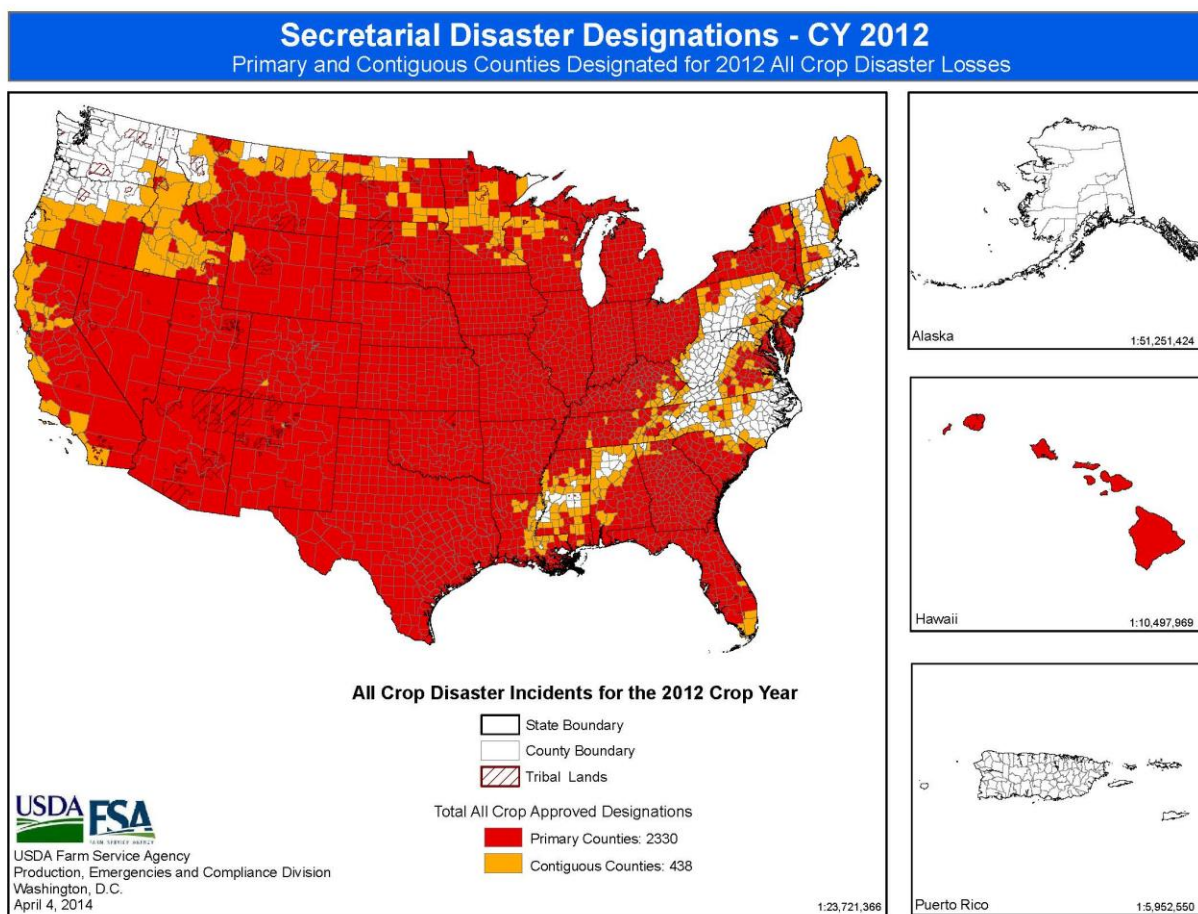 Secretarial Disaster Designations - CY 2012
Primary and Contiguous Counties Designated for 2012 All Crop Disaster Losses
All Crop Disaster Incidents for the 2012 Crop Year
State Boundary
County Boundary
Tribal Lands
Total All Crop Approved Designations
Primary Counties: 2330
Contiguous Counties: 438
USDA
FSA
FARM SERVICE AGENCY
USDA Farm Service Agency
Production, Emergencies and Compliance Division
Washington, D.C.
April 4, 2014
1:23,721,366
Alaska
1:51,251,424
Hawaii
1:10,497,969
Puerto Rico
1:5,952,550